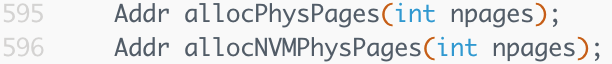 595 Addr allocPhysPages(int npages);
596 Addr allocNVMPhysPages(int npages);